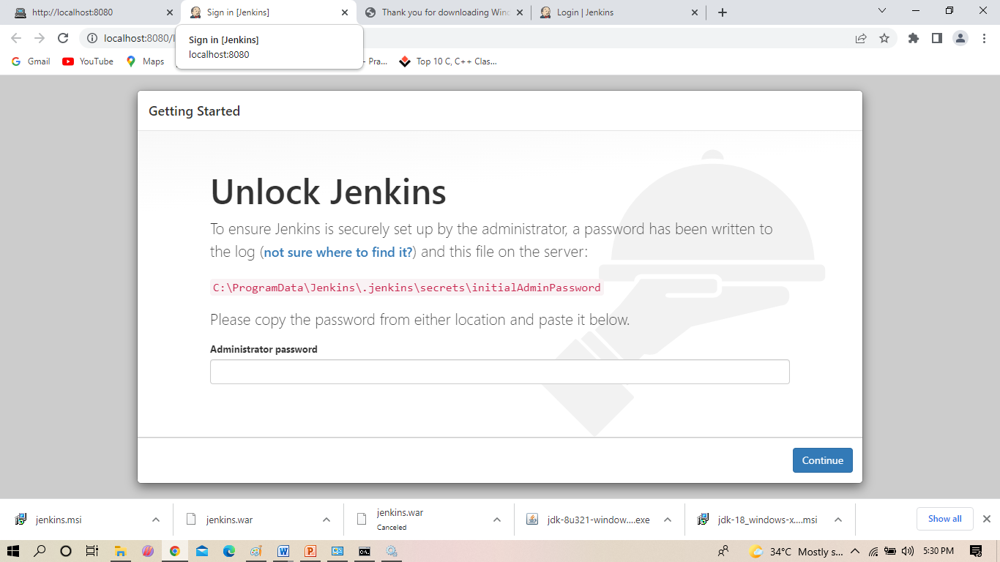 http://localhost:8080
Sign in [Jenkins]
Thank you for downloading Wind
Login | Jenkins
localhost:8080/l
Sign in [Jenkins]
localhost:8080
Gmail
YouTube
Maps
- Pra...
Top 10 C, C++ Clas...
Getting Started
Unlock Jenkins
To ensure Jenkins is securely set up by the administrator, a password has been written to
the log (not sure where to find it?) and this file on the server:
C:\ProgramData\Jenkins\.jenkins\secrets\initialAdminPassword
Please copy the password from either location and paste it below.
Administrator password
Continue
jenkins.msi
jenkins.war
jenkins.war
Canceled
jdk-8u321-window....exe
jdk-18_windows-x....msi
Show all
34°C Mostly s...
5:30 PM